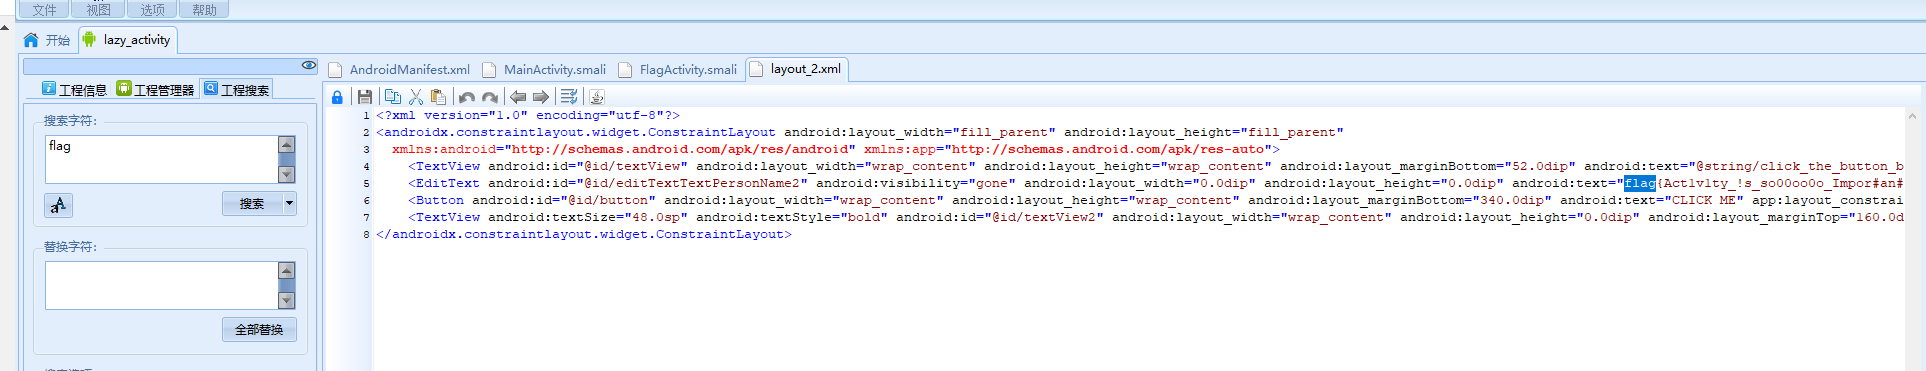 文件 视图 选项 帮助
开始 lazy_activity
AndroidManifest.xml MainActivity.smali FlagActivity.smali layout_2.xml
工程信息 工程管理器 工程搜索
搜索字符:
flag
搜索
替换字符:
全部替换
1 <?xml version="1.0" encoding="utf-8"?>
2 <androidx.constraintlayout.widget.ConstraintLayout android:layout_width="fill_parent" android:layout_height="fill_parent"
3 xmlns:android="http://schemas.android.com/apk/res/android" xmlns:app="http://schemas.android.com/apk/res-auto">
4 <TextView android:id="@id/textView" android:layout_width="wrap_content" android:layout_height="wrap_content" android:layout_marginBottom="52.0dip" android:text="@string/click_the_button_b
5 <EditText android:id="@id/editTextTextPersonName2" android:visibility="gone" android:layout_width="0.0dip" android:layout_height="0.0dip" android:text="flag{Act1v1ty_!s_so00oo0o_Impor#an#
6 <Button android:id="@id/button" android:layout_width="wrap_content" android:layout_height="wrap_content" android:layout_marginBottom="340.0dip" android:text="CLICK ME" app:layout_constrai
7 <TextView android:textSize="48.0sp" android:textStyle="bold" android:id="@id/textView2" android:layout_width="wrap_content" android:layout_height="0.0dip" android:layout_marginTop="160.0d
8 </androidx.constraintlayout.widget.ConstraintLayout>